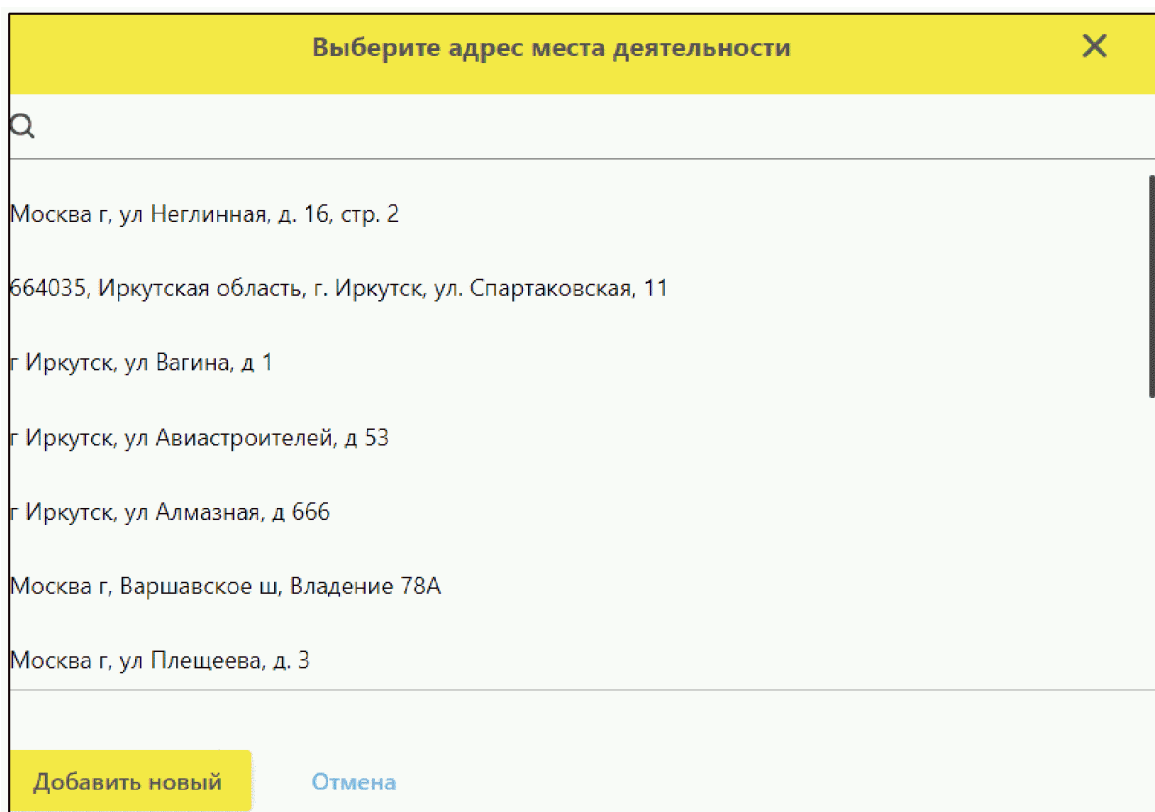 Выберите адрес места деятельности
Москва г, ул Неглинная, д. 16, стр. 2
664035, Иркутская область, г. Иркутск, ул. Спартаковская, 11
г Иркутск, ул Вагина, д 1
г Иркутск, ул Авиастроителей, д 53
г Иркутск, ул Алмазная, д 666
Москва г, Варшавское ш, Владение 78А
Москва г, ул Плещеева, д. 3
Добавить новый Отмена